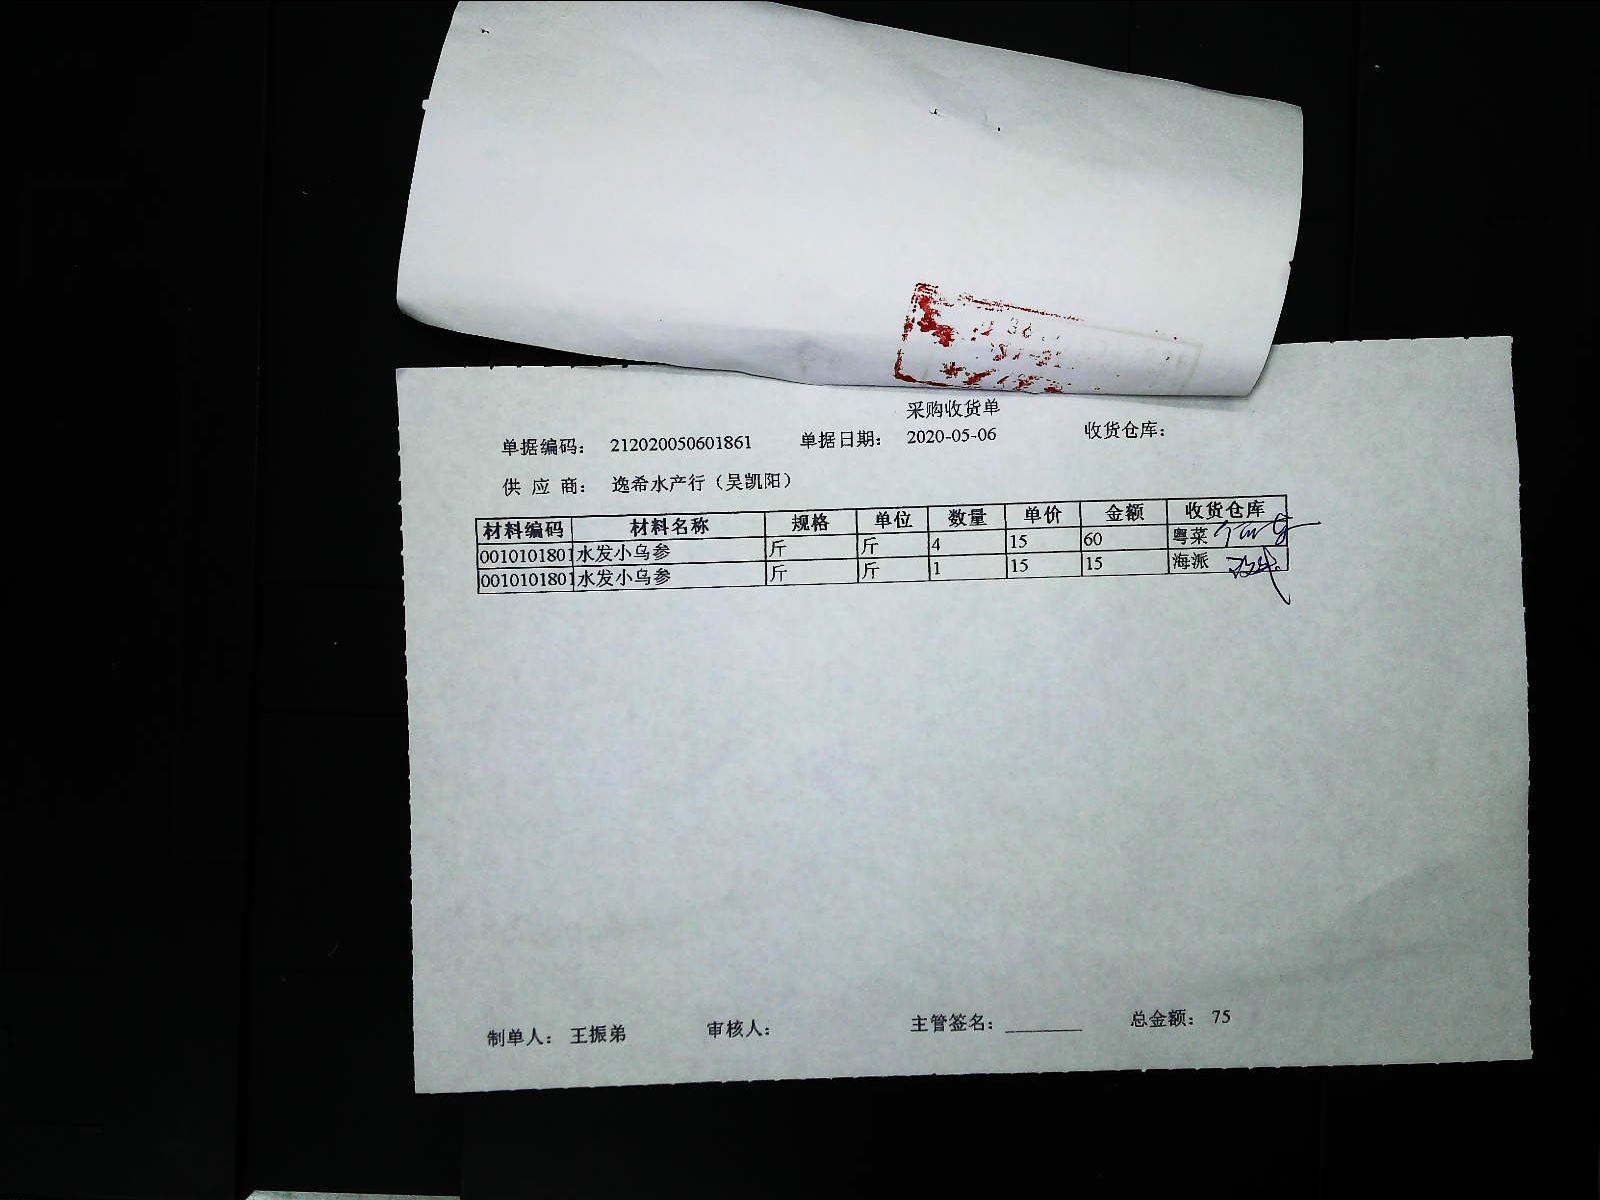 采购收货单
单据编码： 212020050601861 单据日期： 2020-05-06 收货仓库：
供 应 商： 逸希水产行（吴凯阳）
材料编码 材料名称 规格 单位 数量 单价 金额 收货仓库
0010101801 水发小乌参 斤 斤 4 15 60 粤菜
0010101801 水发小乌参 斤 斤 1 15 15 海派
制单人： 王振弟 审核人： 主管签名：________ 总金额： 75